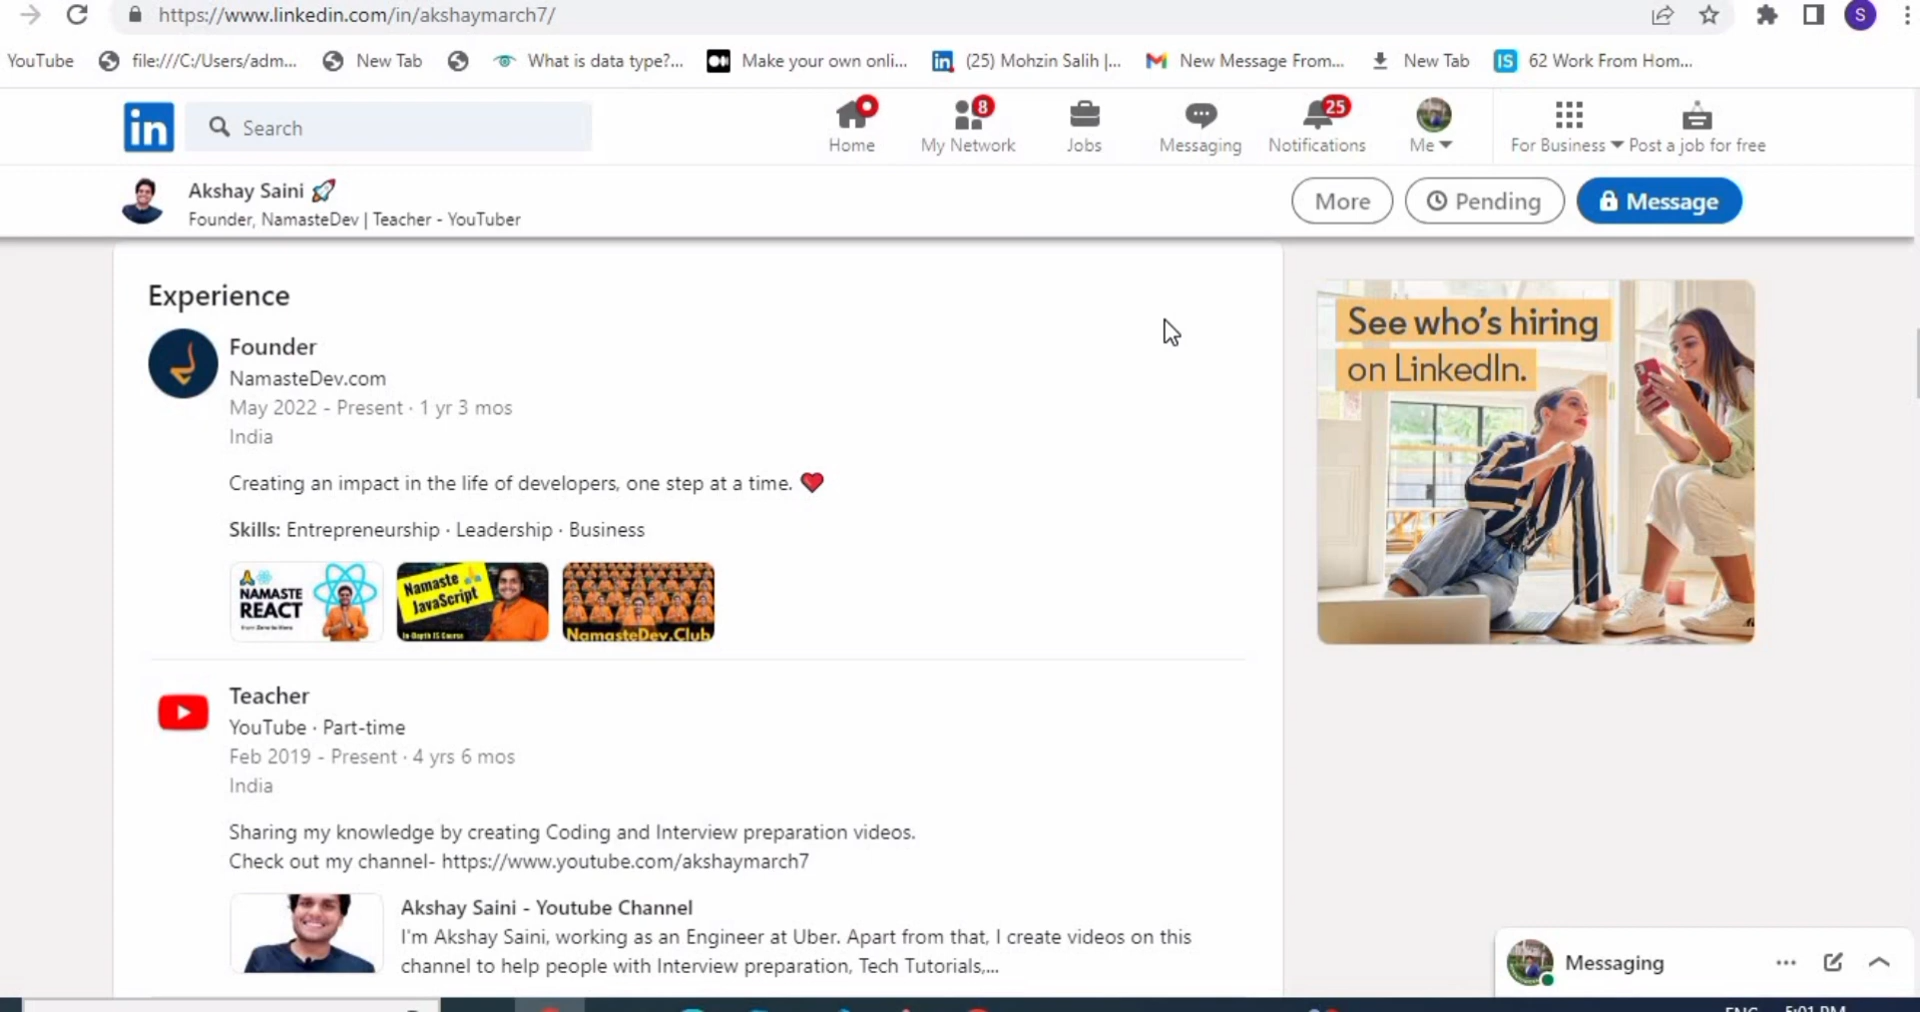 https://www.linkedin.com/in/akshaymarch7/
S
YouTube
file:///C:/Users/adm...
New Tab
What is data type?...
Make your own onli...
(25) Mohzin Salih |...
New Message From...
New Tab
IS
62 Work From Hom...
in
Search
Home
8
My Network
Jobs
Messaging
25
Notifications
Me
For Business
Post a job for free
Akshay Saini 🚀
Founder, NamasteDev | Teacher - YouTuber
More
Pending
Message
Experience
Founder
NamasteDev.com
May 2022 - Present · 1 yr 3 mos
India
Creating an impact in the life of developers, one step at a time. ❤️
Skills: Entrepreneurship · Leadership · Business
NAMASTE
REACT
from Zero to Hero
Namaste 🙏
JavaScript
In-Depth JS Course
NamasteDev.Club
Teacher
YouTube · Part-time
Feb 2019 - Present · 4 yrs 6 mos
India
Sharing my knowledge by creating Coding and Interview preparation videos.
Check out my channel- https://www.youtube.com/akshaymarch7
Akshay Saini - Youtube Channel
I'm Akshay Saini, working as an Engineer at Uber. Apart from that, I create videos on this
channel to help people with Interview preparation, Tech Tutorials,...
See who's hiring
on LinkedIn.
Messaging
ENG
5:01 PM